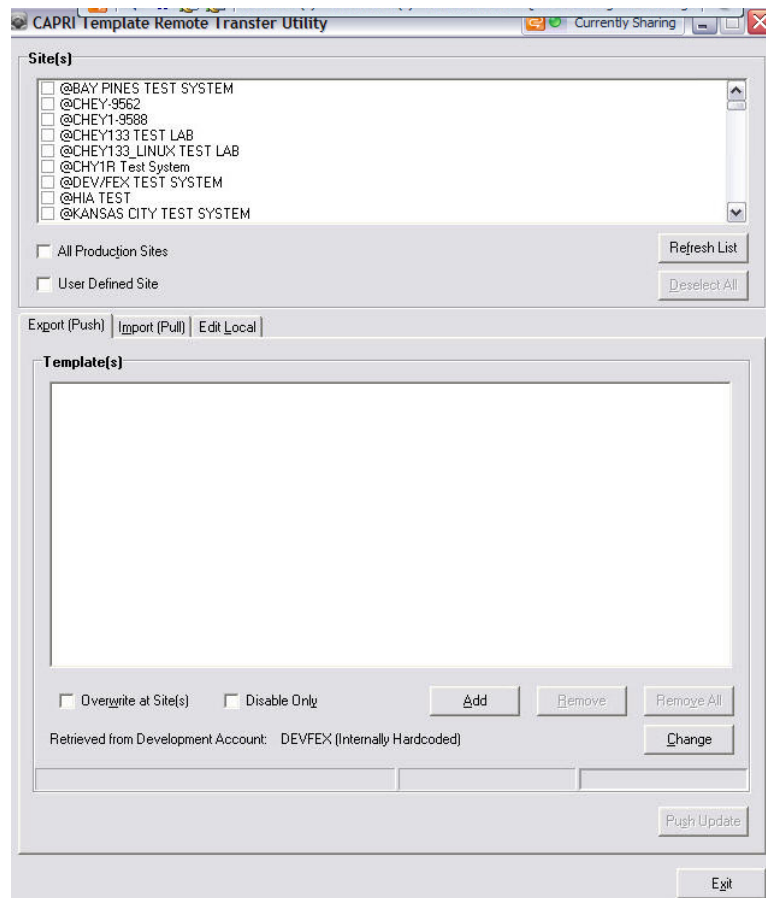 CAPRI Template Remote Transfer Utility
Currently Sharing
Site(s)
@BAY PINES TEST SYSTEM
@CHEY-9562
@CHEY1-9588
@CHEY133 TEST LAB
@CHEY133_LINUX TEST LAB
@CHY1R Test System
@DEV/FEX TEST SYSTEM
@HIA TEST
@KANSAS CITY TEST SYSTEM
All Production Sites
Refresh List
User Defined Site
Deselect All
Export (Push) Import (Pull) Edit Local
Template(s)
Overwrite at Site(s) Disable Only Add Remove Remove All
Retrieved from Development Account: DEVFEX (Internally Hardcoded) Change
Push Update
Exit